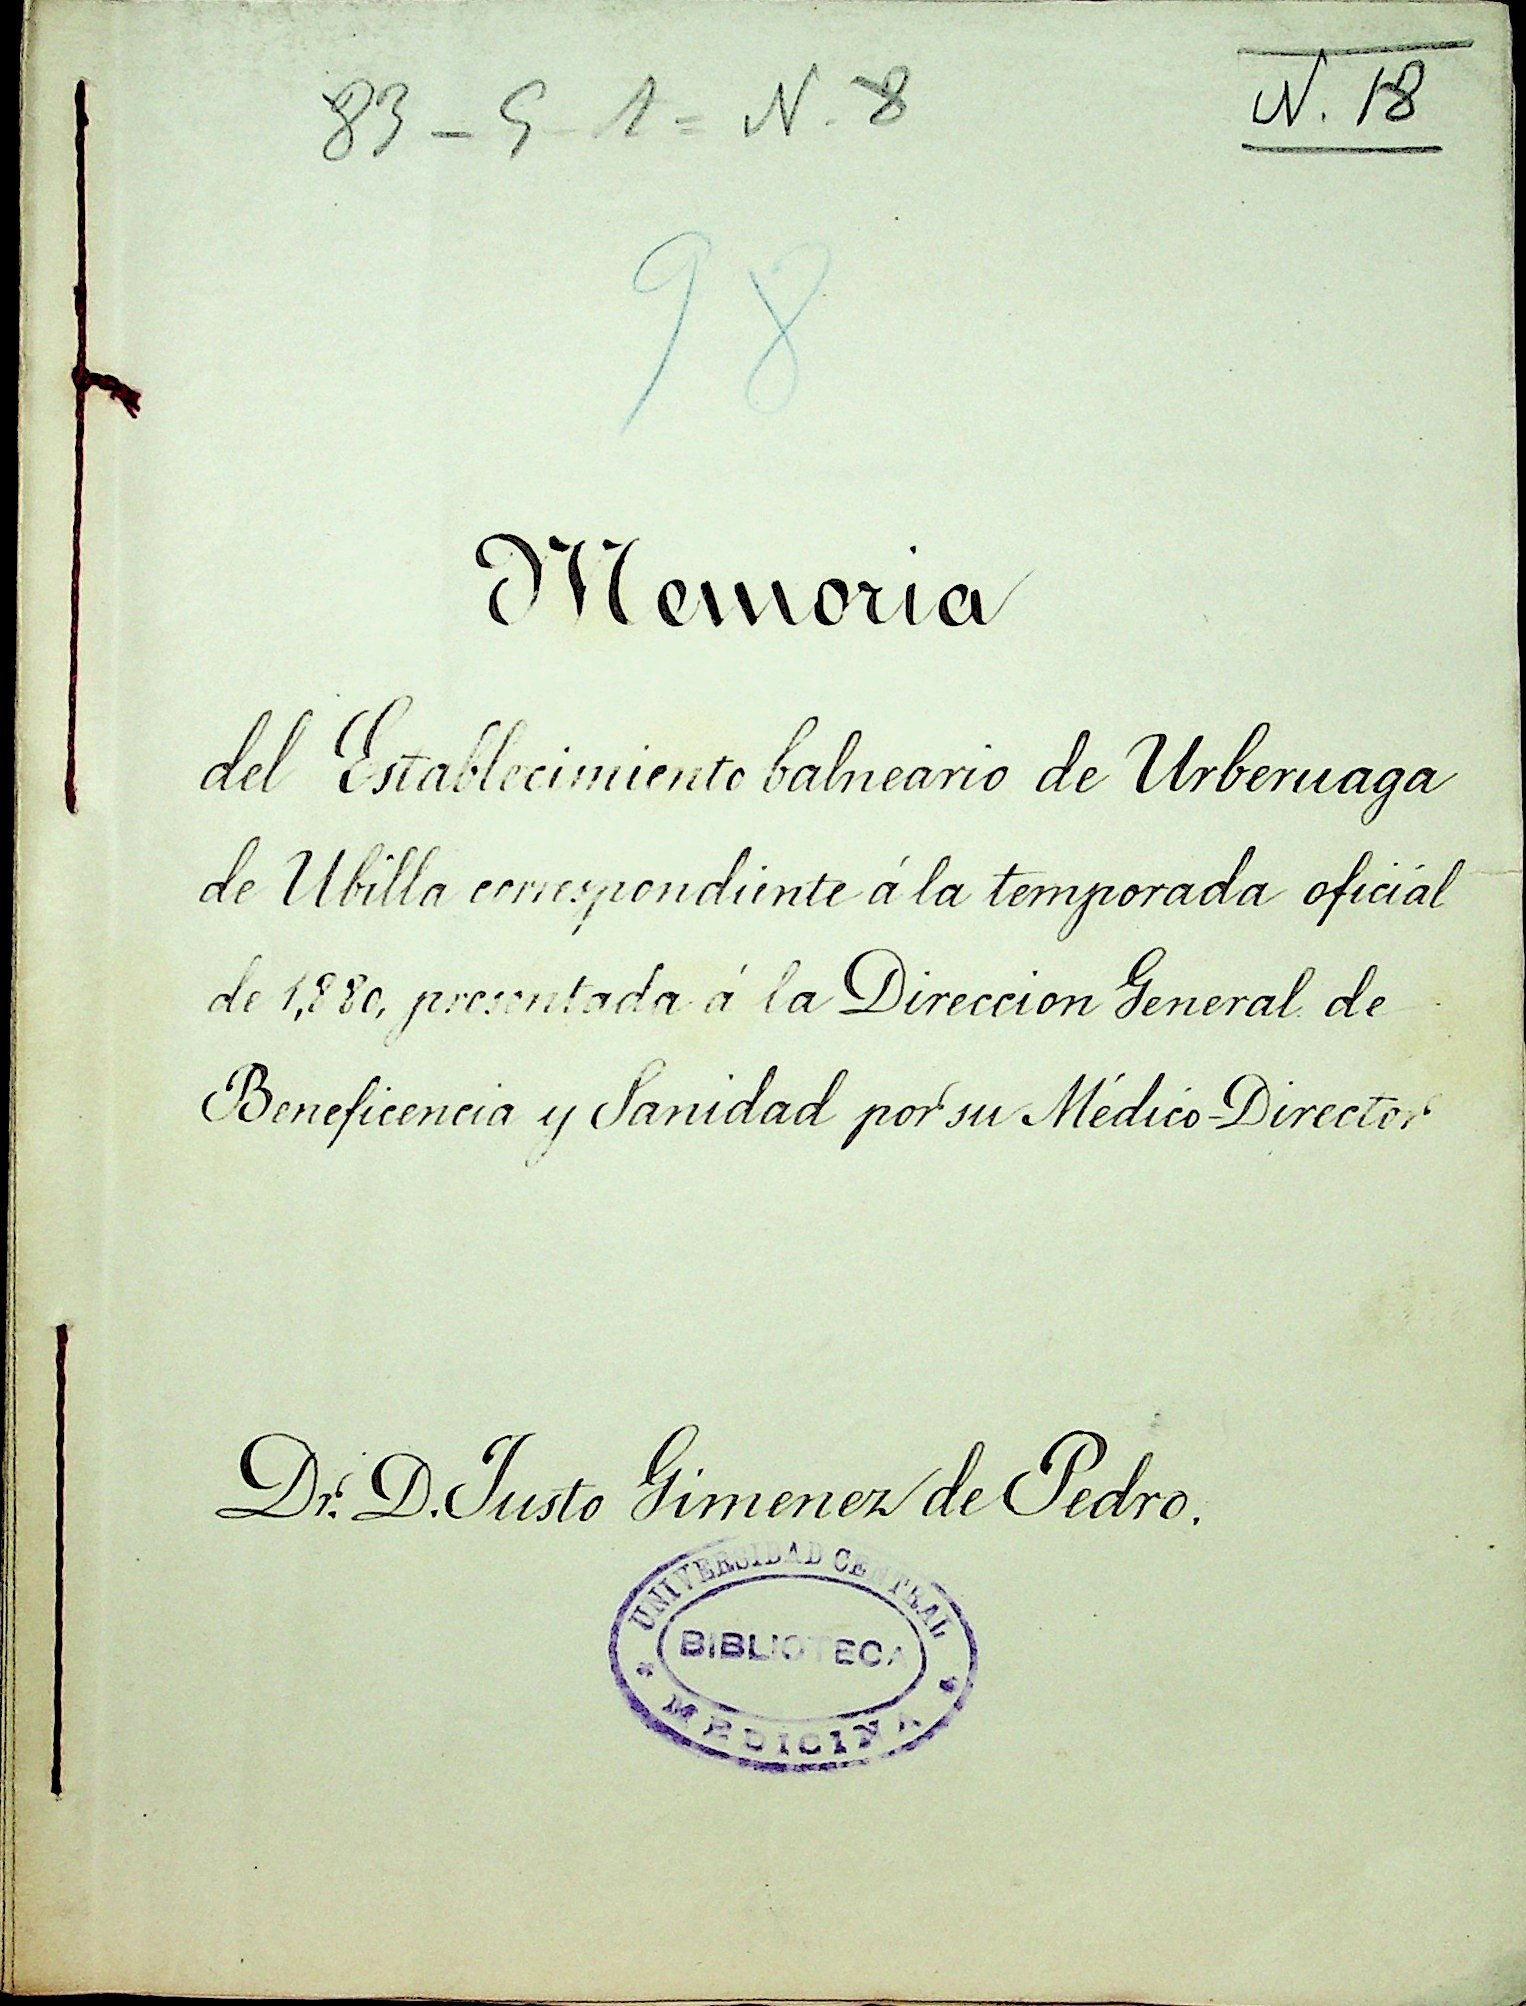 83-5-1=N.8
N. 18
98
Memoria
del Establecimiento balneario de Urberuaga
de Ubilla correspondiente á la temporada oficial
de 1,880, presentada á la Direccion General de
Beneficencia y Sanidad por su Médico-Director
Dr. D. Justo Gimenez de Pedro.
UNIVERSIDAD CENTRAL
BIBLIOTECA
MEDICINA